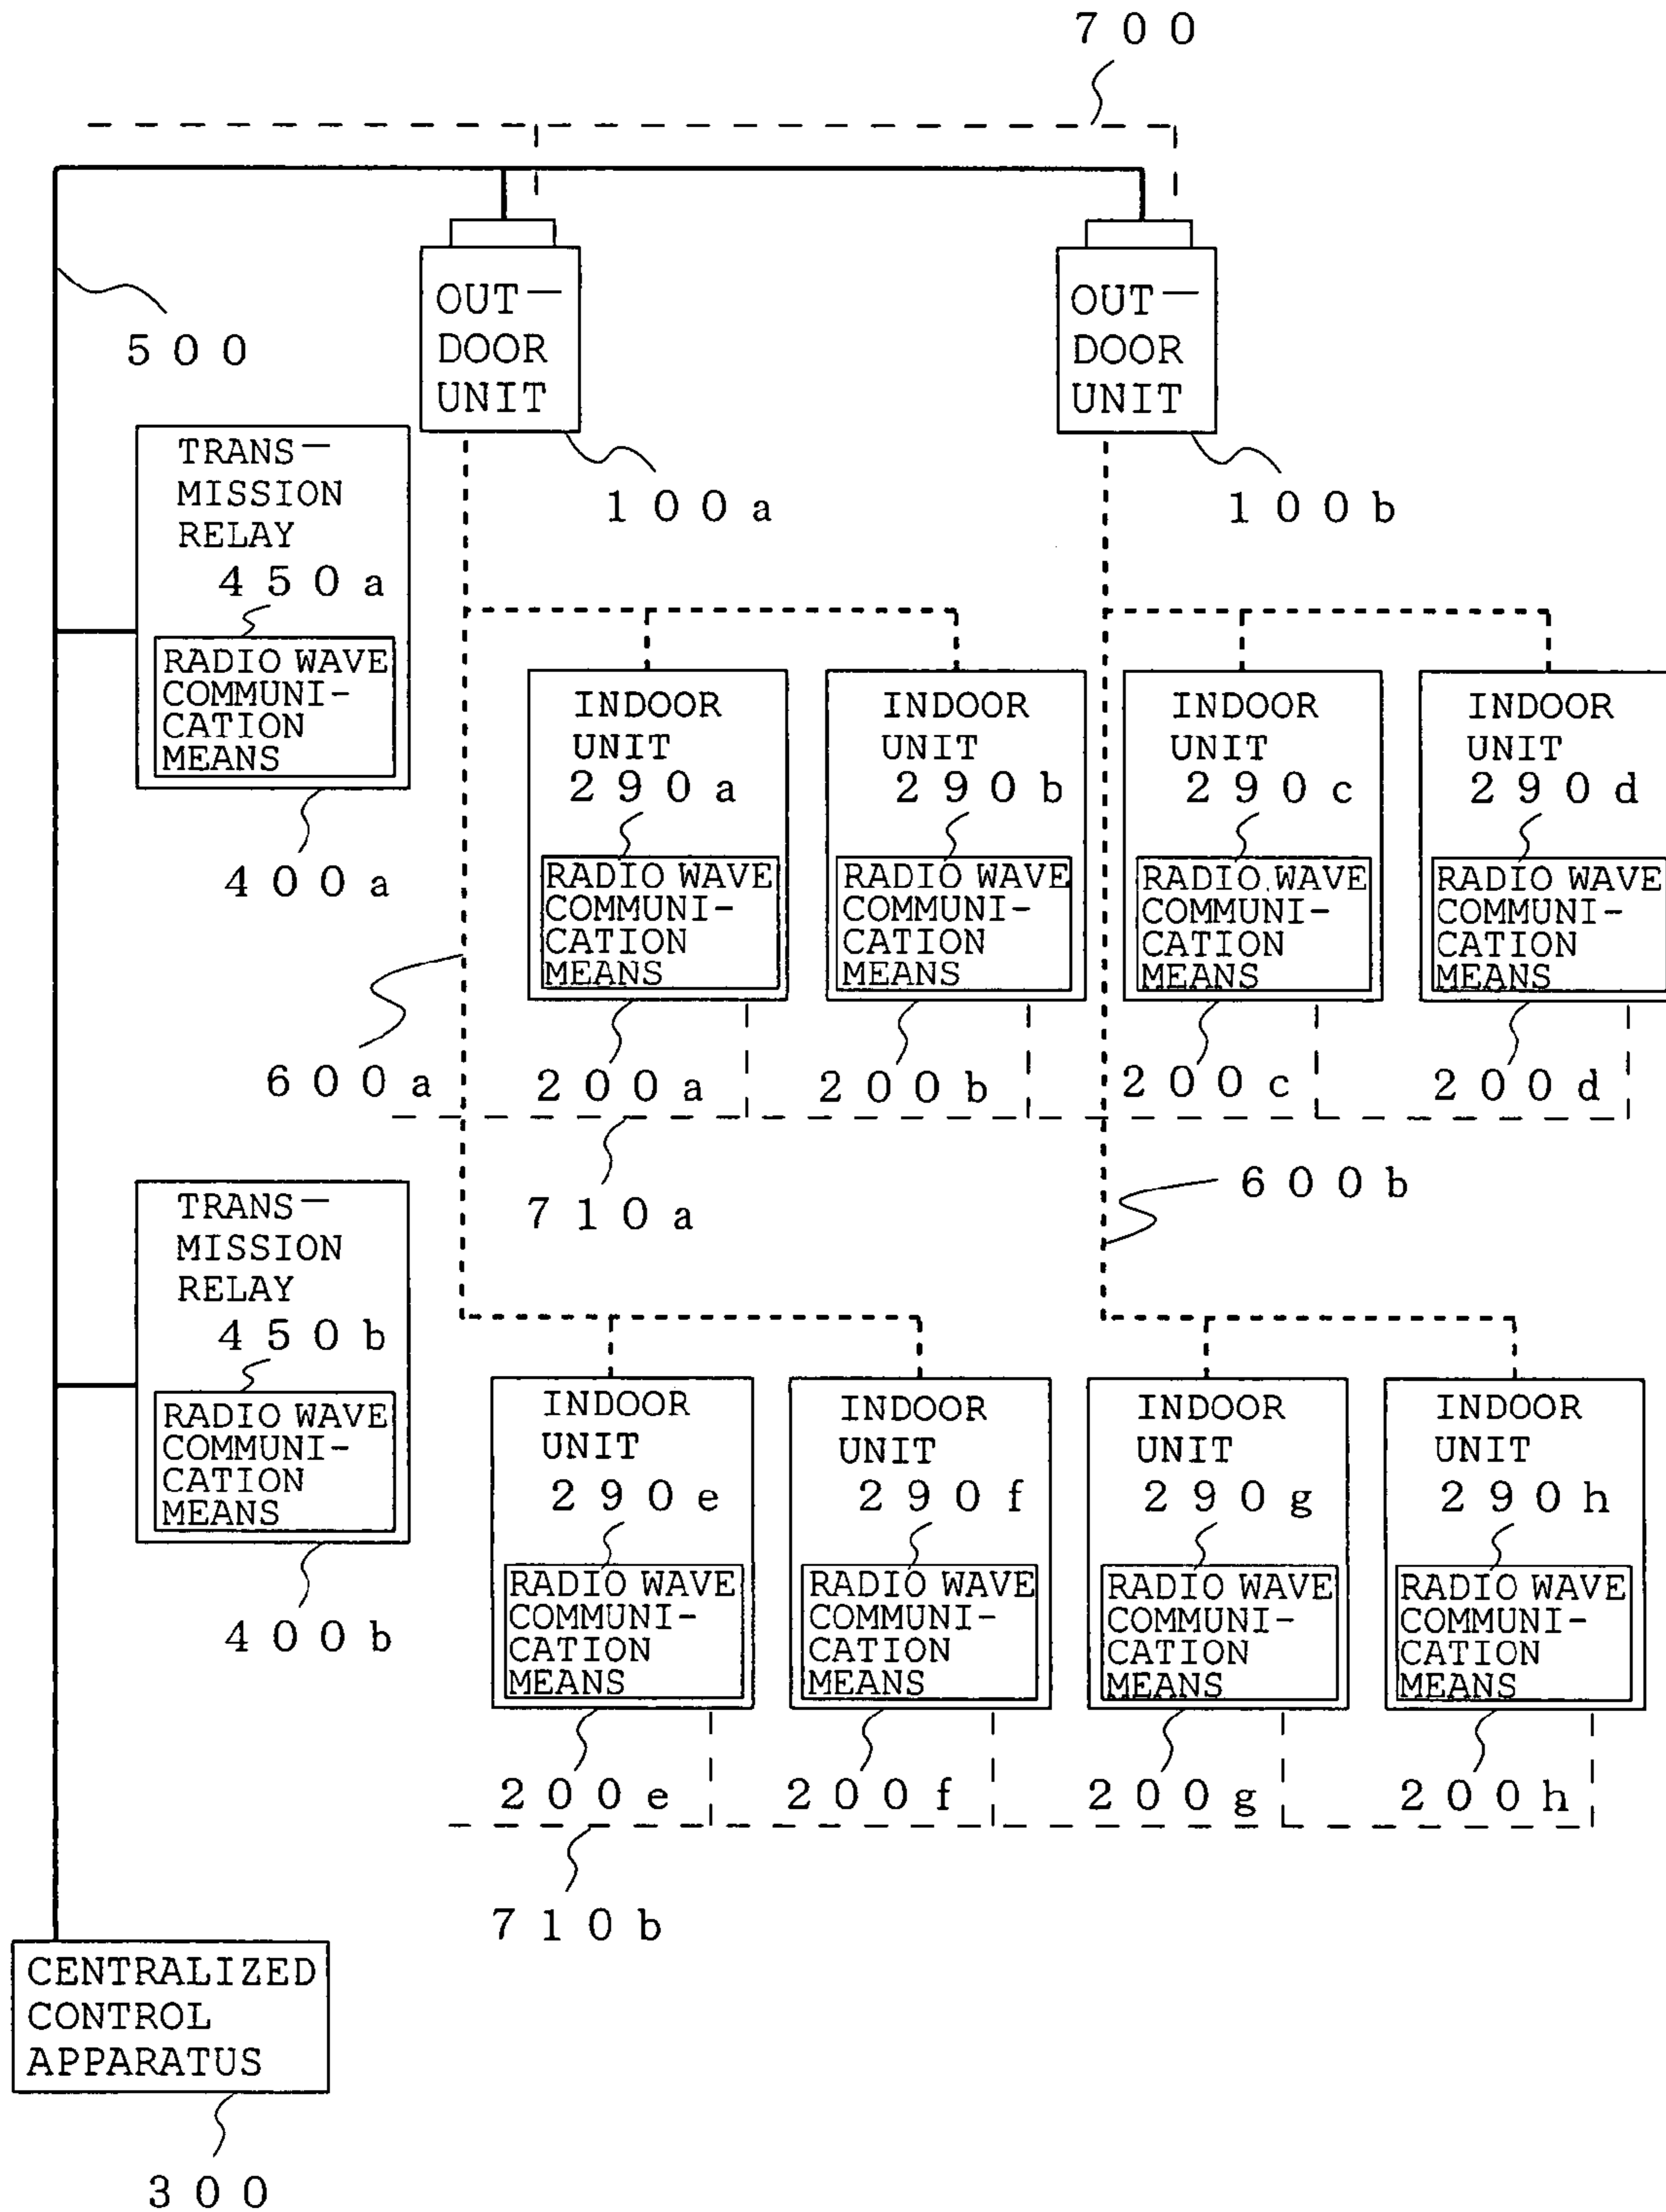 700
OUT-
DOOR
UNIT
OUT-
DOOR
UNIT
500
100a
100b
TRANS-
MISSION
RELAY
450a
RADIO WAVE
COMMUNI-
CATION
MEANS
400a
INDOOR
UNIT
290a
RADIO WAVE
COMMUNI-
CATION
MEANS
INDOOR
UNIT
290b
RADIO WAVE
COMMUNI-
CATION
MEANS
INDOOR
UNIT
290c
RADIO WAVE
COMMUNI-
CATION
MEANS
INDOOR
UNIT
290d
RADIO WAVE
COMMUNI-
CATION
MEANS
600a
200a
200b
200c
200d
710a
600b
TRANS-
MISSION
RELAY
450b
RADIO WAVE
COMMUNI-
CATION
MEANS
400b
INDOOR
UNIT
290e
RADIO WAVE
COMMUNI-
CATION
MEANS
INDOOR
UNIT
290f
RADIO WAVE
COMMUNI-
CATION
MEANS
INDOOR
UNIT
290g
RADIO WAVE
COMMUNI-
CATION
MEANS
INDOOR
UNIT
290h
RADIO WAVE
COMMUNI-
CATION
MEANS
200e
200f
200g
200h
710b
CENTRALIZED
CONTROL
APPARATUS
300